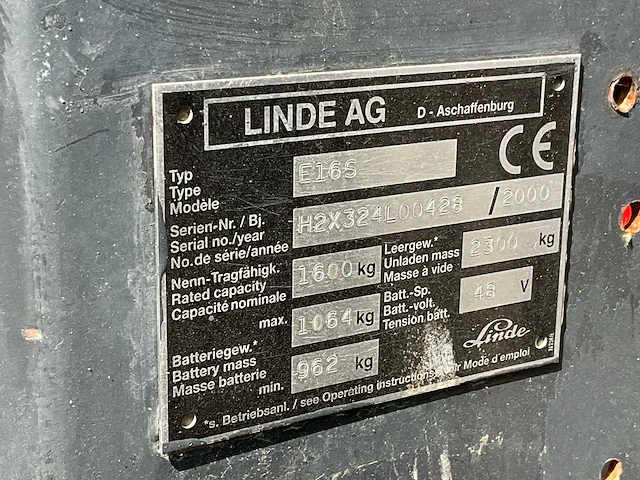 LINDE AG D - Aschaffenburg
CE
Typ
Type
Modèle
E16S
Serien-Nr. / Bj.
Serial no./year
No. de série/année
H2X324L00428 / 2000
Nenn-Tragfähigk.
Rated capacity
Capacité nominale
1600 kg
Leergew.*
Unladen mass
Masse à vide
2300 kg
max.
1064 kg
Batt.-Sp.
Batt.-volt.
Tension batt.
48 V
Batteriegew.*
Battery mass
Masse batterie
min.
962 kg
Linde
*s. Betriebsanl. / see Operating instructions Mode d'emploi